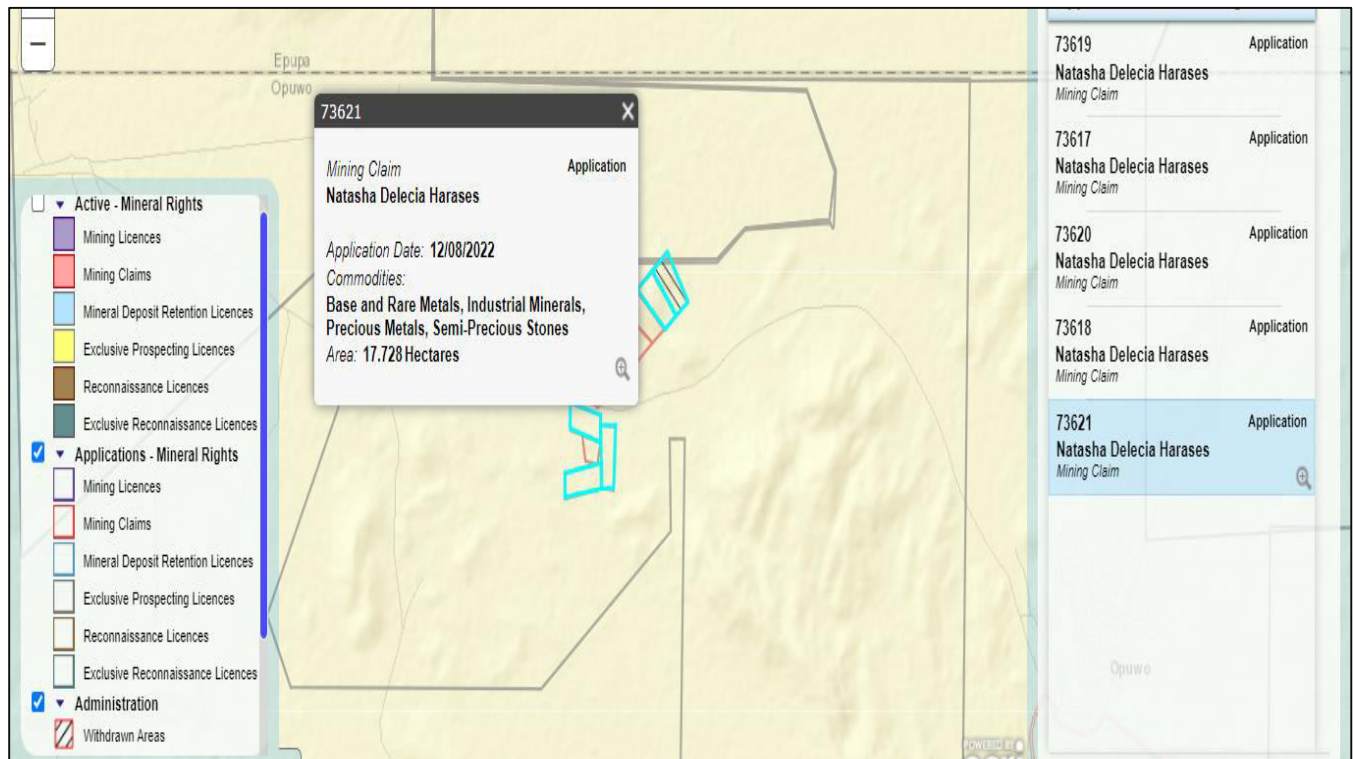 Epupa
Opuwo
73621
Mining Claim
Application
Natasha Delecia Harases
Application Date: 12/08/2022
Commodities:
Base and Rare Metals, Industrial Minerals,
Precious Metals, Semi-Precious Stones
Area: 17.728 Hectares
Active - Mineral Rights
Mining Licences
Mining Claims
Mineral Deposit Retention Licences
Exclusive Prospecting Licences
Reconnaissance Licences
Exclusive Reconnaissance Licences
Applications - Mineral Rights
Mining Licences
Mining Claims
Mineral Deposit Retention Licences
Exclusive Prospecting Licences
Reconnaissance Licences
Exclusive Reconnaissance Licences
Administration
Withdrawn Areas
73619
Application
Natasha Delecia Harases
Mining Claim
73617
Application
Natasha Delecia Harases
Mining Claim
73620
Application
Natasha Delecia Harases
Mining Claim
73618
Application
Natasha Delecia Harases
Mining Claim
73621
Application
Natasha Delecia Harases
Mining Claim
Opuwo
POWERED BY